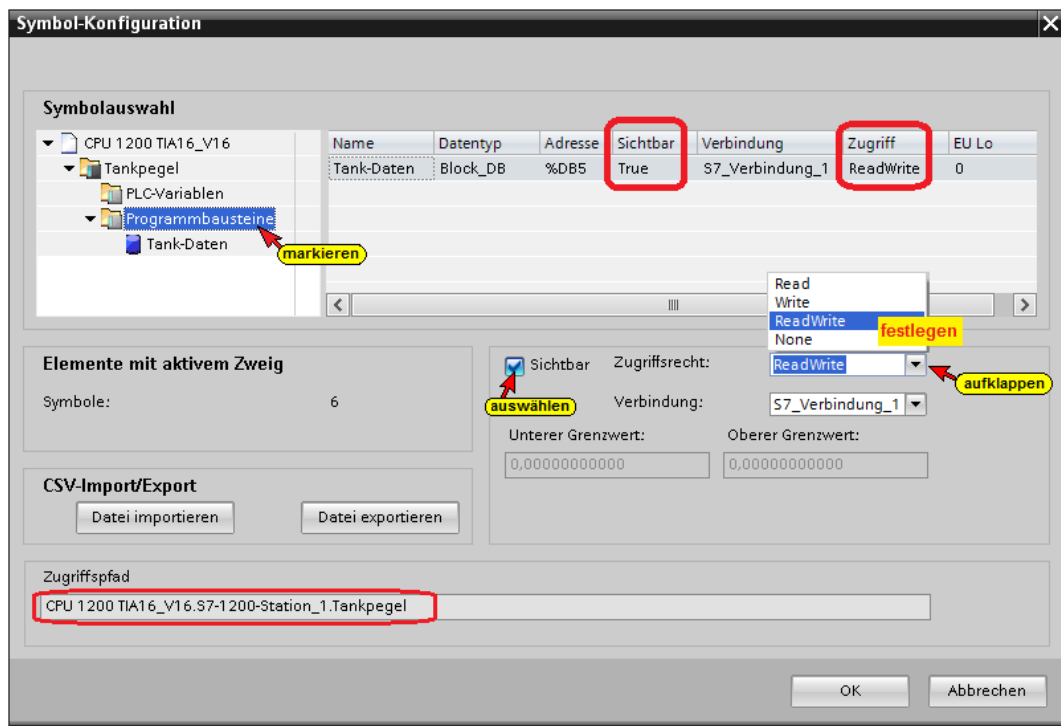 Symbol-Konfiguration
Symbolauswahl
CPU 1200 TIA16_V16
Tankpegel
PLC-Variablen
Programmbausteine
Tank-Daten
markieren
Name Datentyp Adresse Sichtbar Verbindung Zugriff EU Lo
Tank-Daten Block_DB %DB5 True S7_Verbindung_1 ReadWrite 0
Read
Write
ReadWrite
None
festlegen
Elemente mit aktivem Zweig
Symbole: 6
Sichtbar Zugriffsrecht: ReadWrite
aufklappen
auswählen
Verbindung: S7_Verbindung_1
Unterer Grenzwert: Oberer Grenzwert:
0,00000000000 0,00000000000
CSV-Import/Export
Datei importieren Datei exportieren
Zugriffspfad
CPU 1200 TIA16_V16.S7-1200-Station_1.Tankpegel
OK Abbrechen